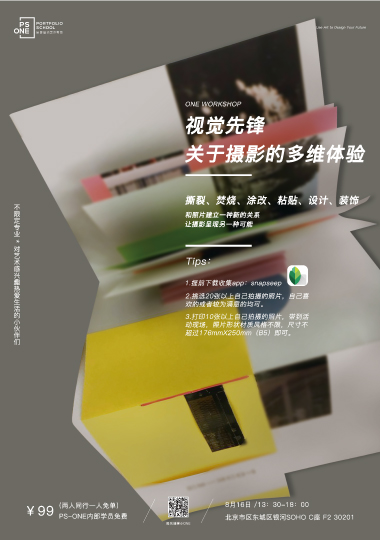 PS
ONE
PORTFOLIO
SCHOOL
ONE WORKSHOP
视觉先锋
关于摄影的多维体验
撕裂、焚烧、涂改、粘贴、设计、装饰
和照片建立一种新的关系
让摄影呈现另一种可能
Tips:
1.提前下载收集app：snapseep
2.挑选20张以上自己拍摄的照片，自己喜
欢的或者较为满意的均可。
3.打印10张以上自己拍摄的照片，带到活
动现场，照片形状材质风格不限，尺寸不
超过176mmX250mm（B5）即可。
不限定专业，对艺术感兴趣热爱生活的小伙伴们
¥99
(两人同行一人免单)
PS-ONE内部学员免费
8月16日 /13：30-18：00
北京市区东城区银河SOHO C座 F2 30201